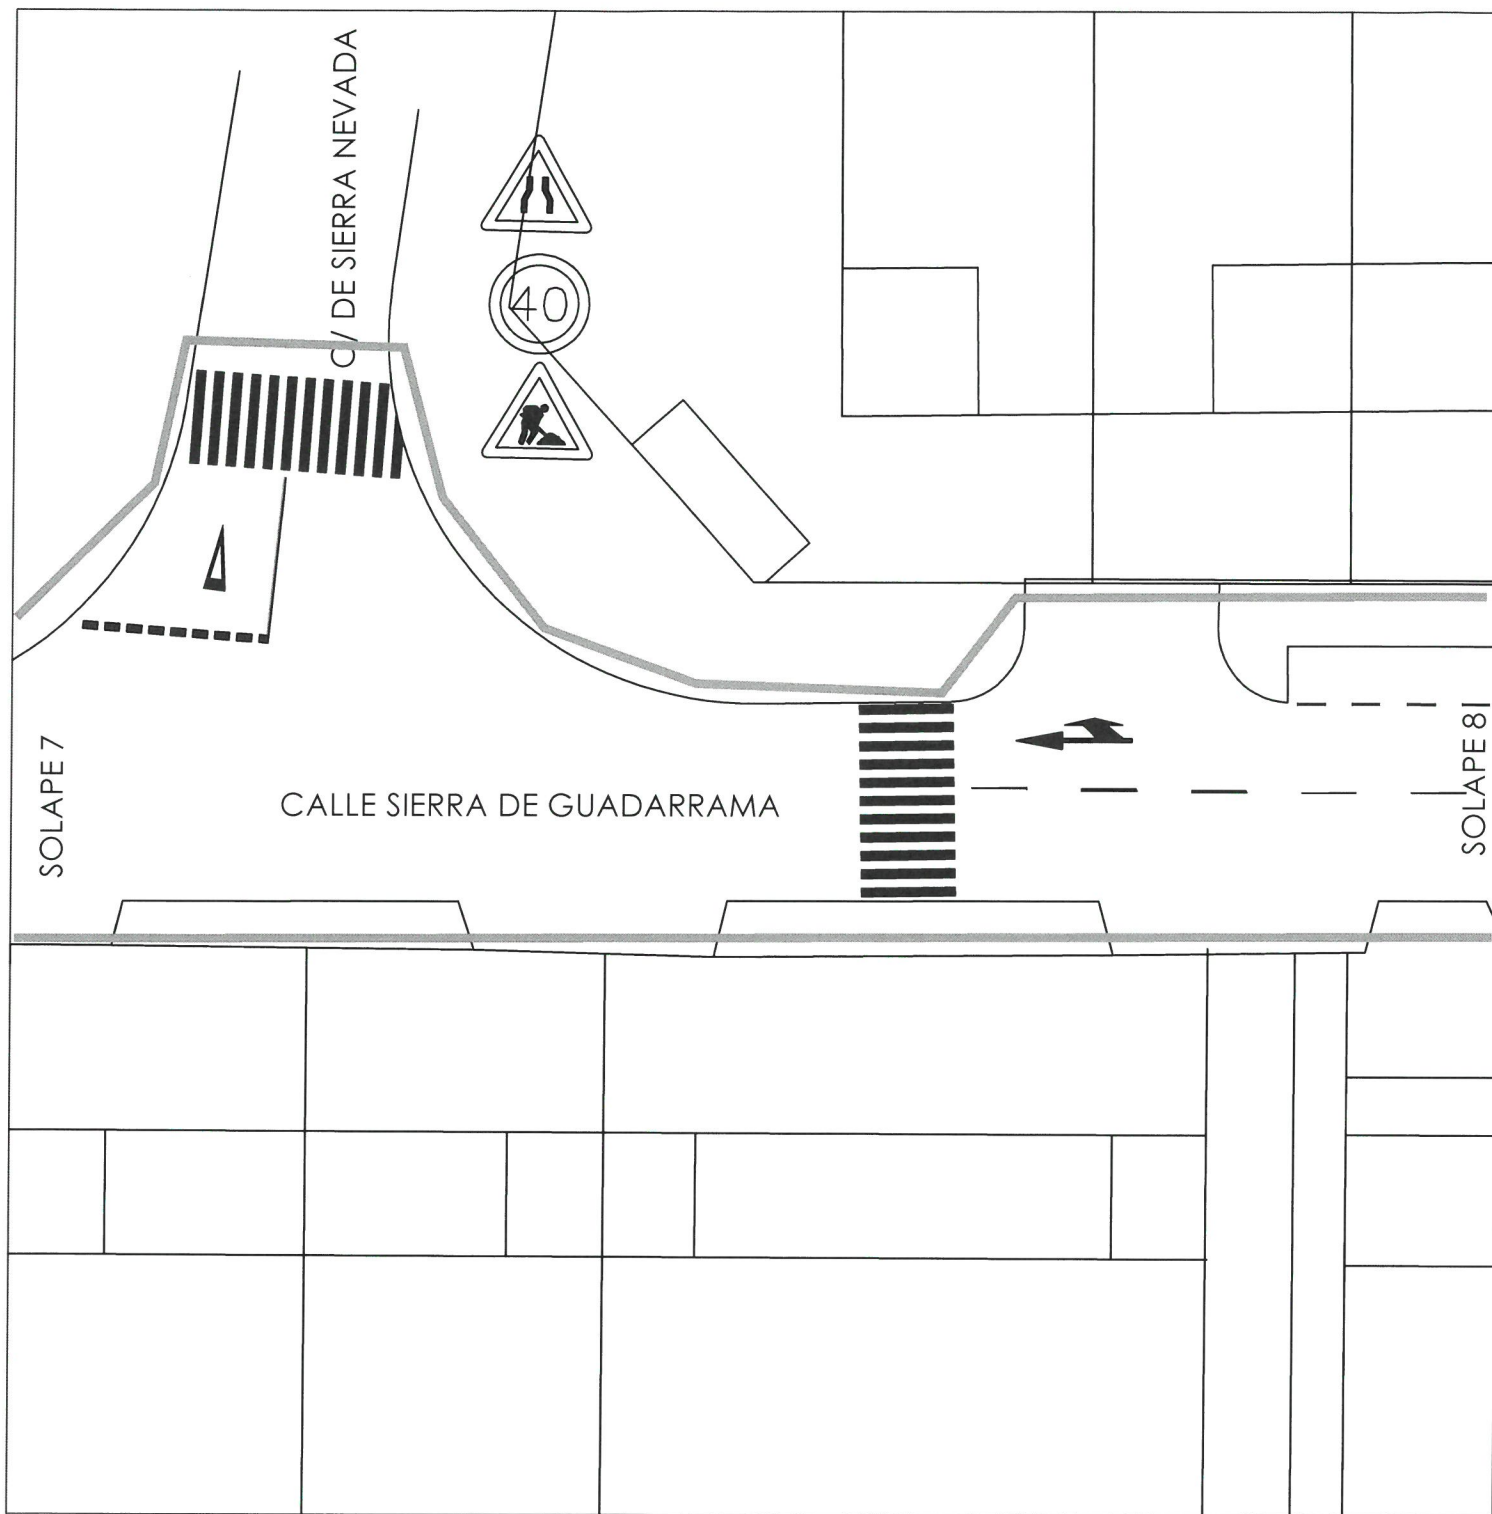 C/ DE SIERRA NEVADA
40
SOLAPE 7
CALLE SIERRA DE GUADARRAMA
SOLAPE 8